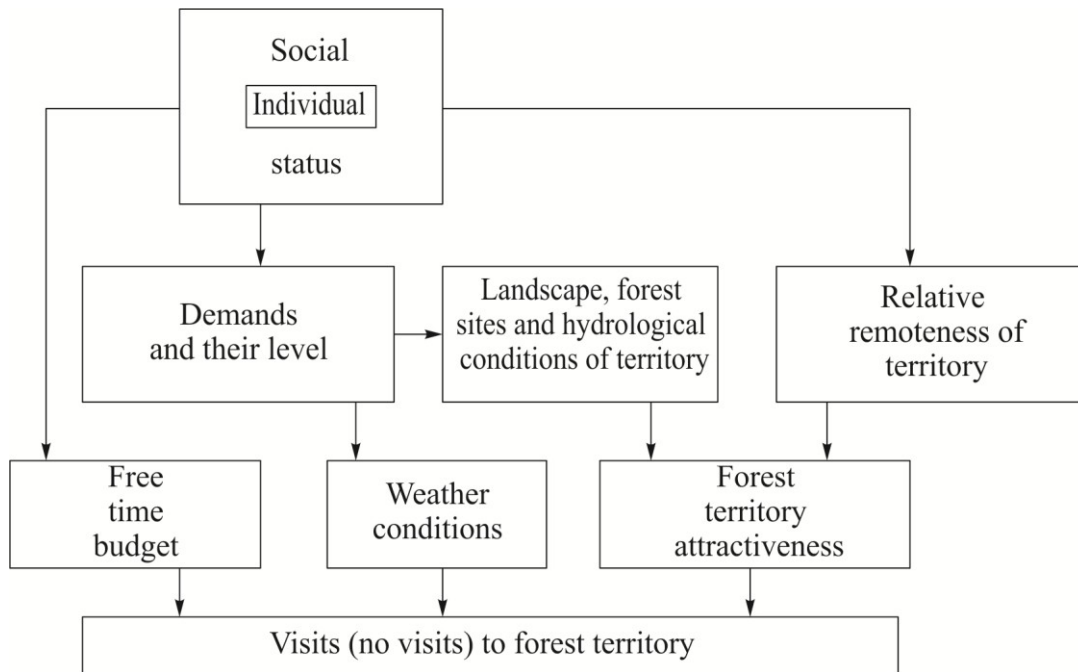 Social
Individual
status
Demands
and their level
Landscape, forest
sites and hydrological
conditions of territory
Relative
remoteness of
territory
Free
time
budget
Weather
conditions
Forest
territory
attractiveness
Visits (no visits) to forest territory